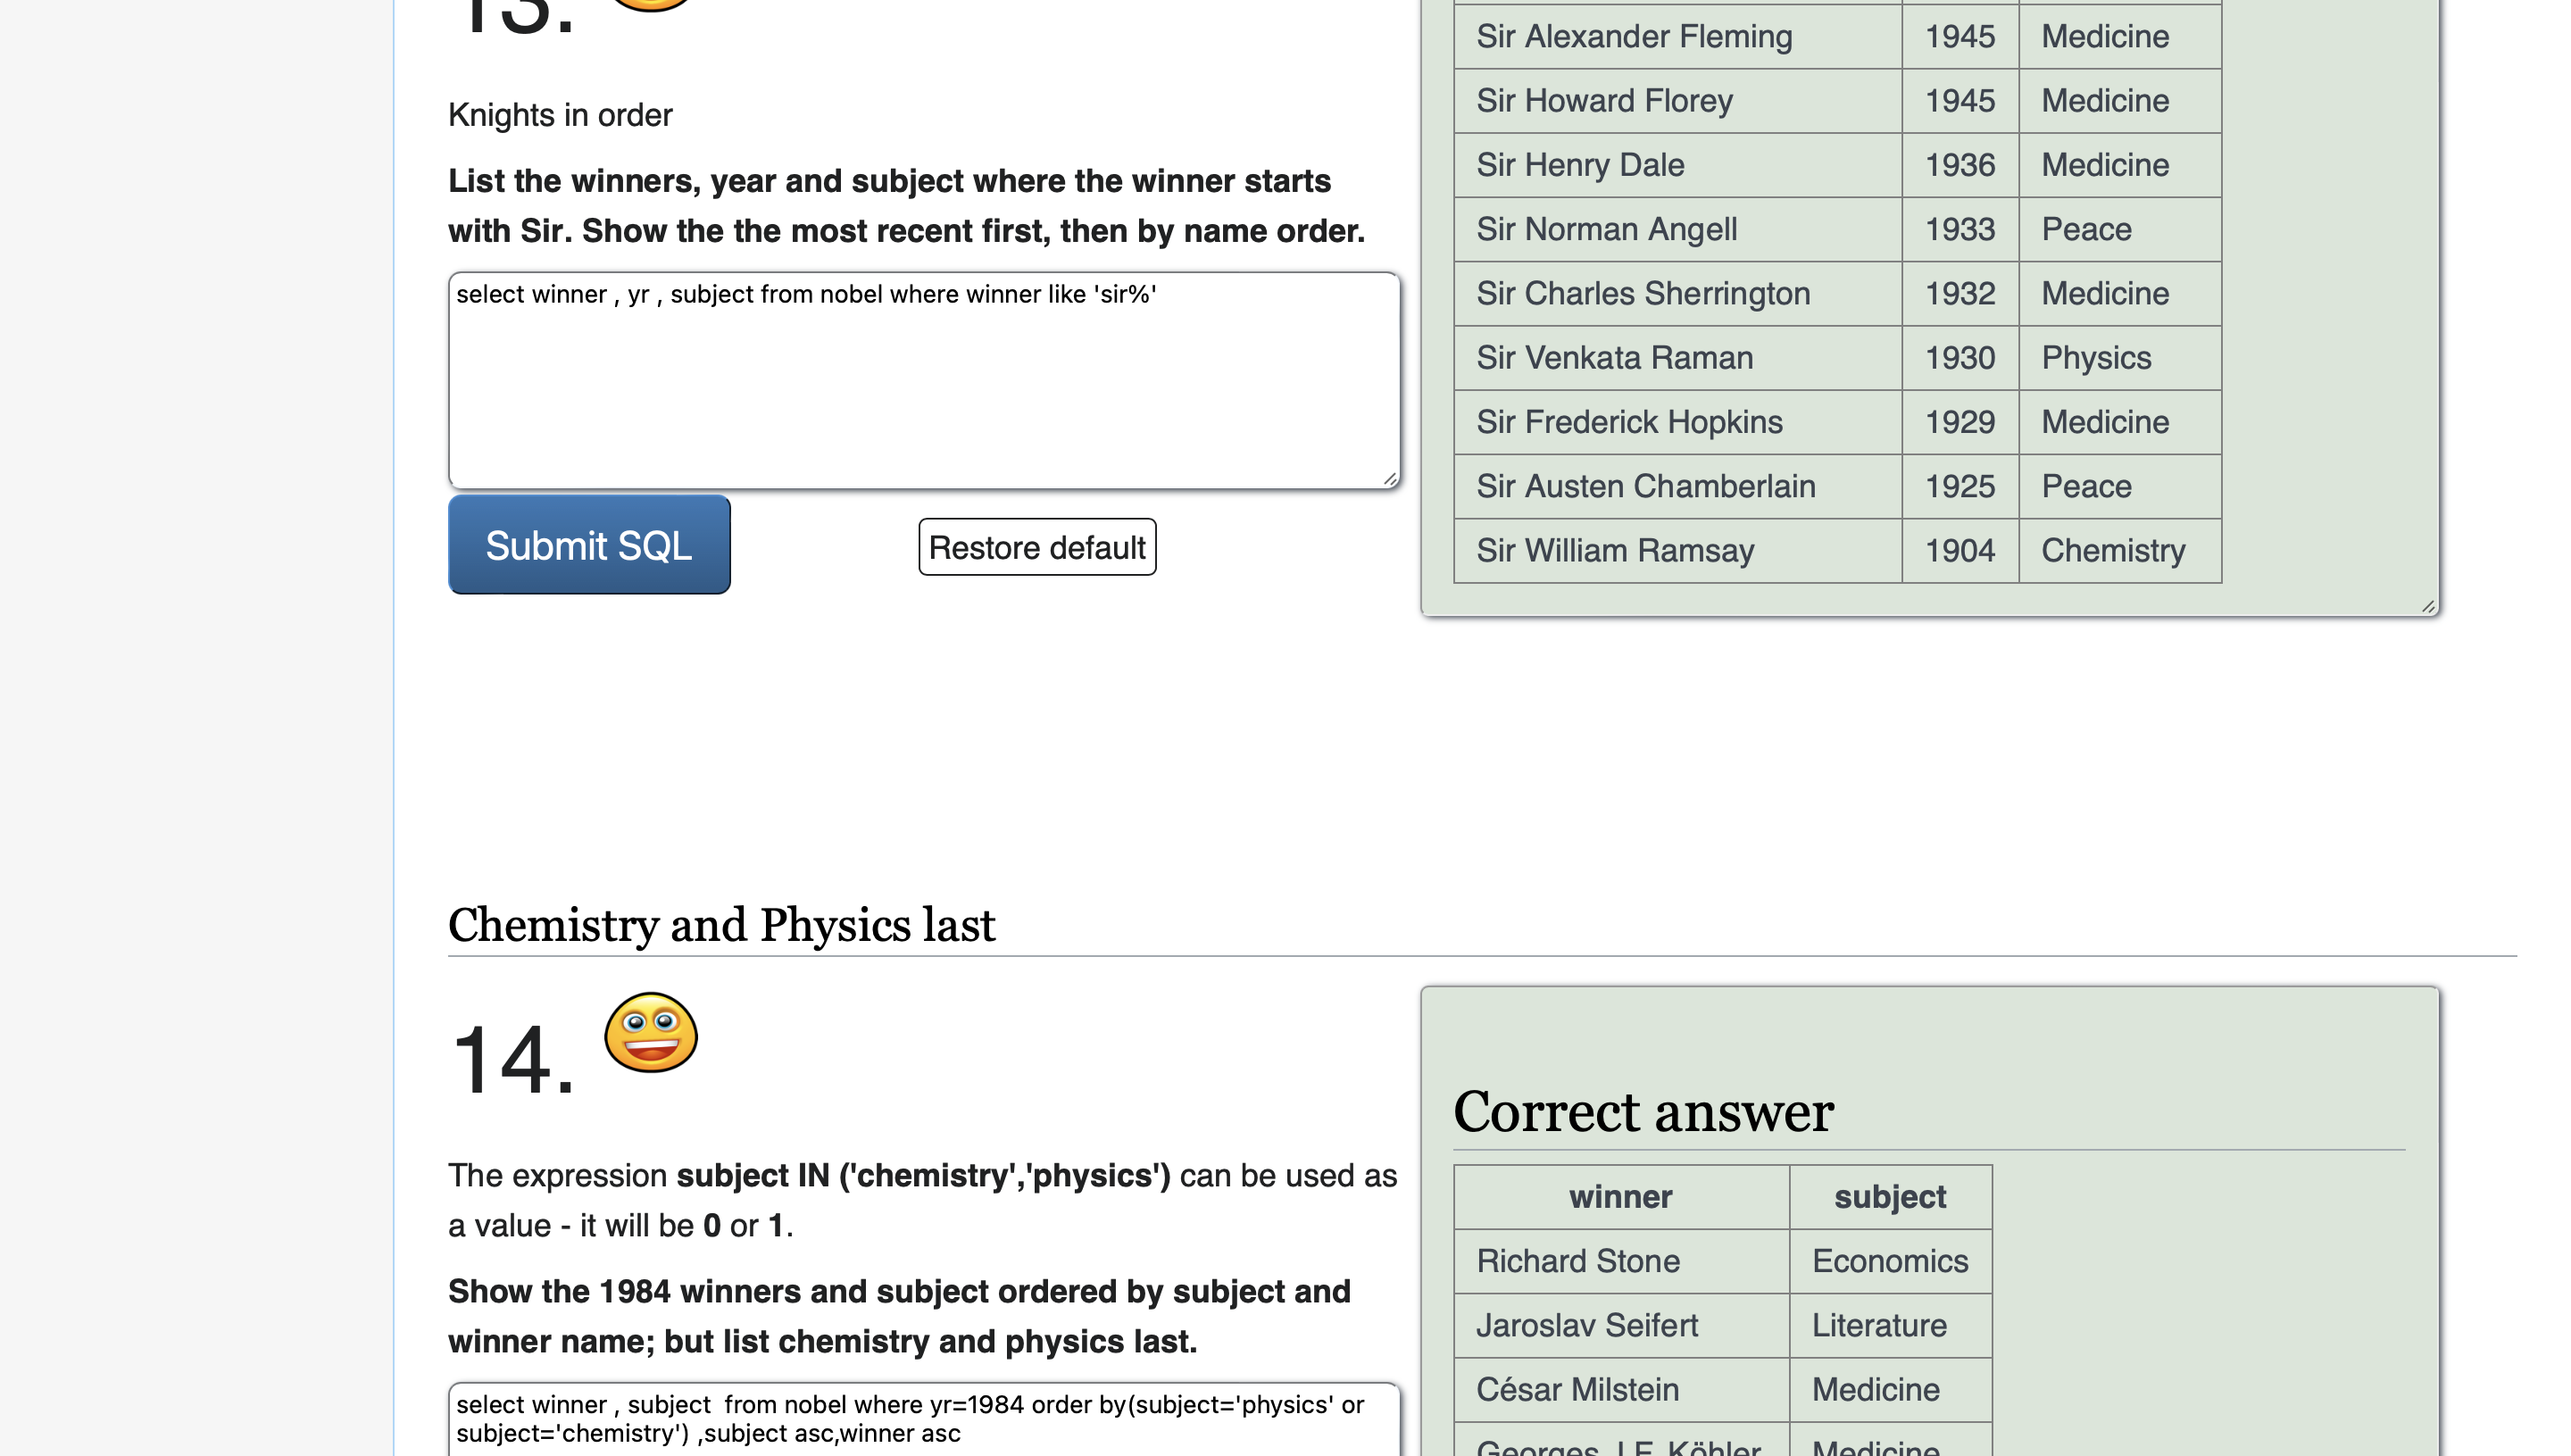 13.
Knights in order
List the winners, year and subject where the winner starts
with Sir. Show the the most recent first, then by name order.
select winner , yr , subject from nobel where winner like 'sir%'
Submit SQL
Restore default
Sir Alexander Fleming 1945 Medicine
Sir Howard Florey 1945 Medicine
Sir Henry Dale 1936 Medicine
Sir Norman Angell 1933 Peace
Sir Charles Sherrington 1932 Medicine
Sir Venkata Raman 1930 Physics
Sir Frederick Hopkins 1929 Medicine
Sir Austen Chamberlain 1925 Peace
Sir William Ramsay 1904 Chemistry
Chemistry and Physics last
14.
The expression subject IN ('chemistry','physics') can be used as
a value - it will be 0 or 1.
Show the 1984 winners and subject ordered by subject and
winner name; but list chemistry and physics last.
select winner , subject  from nobel where yr=1984 order by(subject='physics' or
subject='chemistry') ,subject asc,winner asc
Correct answer
winner subject
Richard Stone Economics
Jaroslav Seifert Literature
César Milstein Medicine
Georges J.F. Köhler Medicine